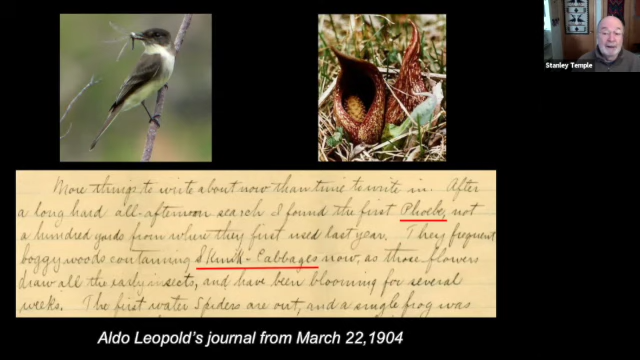 Stanley Temple
More things to write about now than time to write in. After
a long hard all-afternoon search I found the first Phoebe, not
a hundred yards from where they first used last year. They frequent
boggy woods containing Skunk-Cabbages now, as those flowers
draw all the early insects, and have been blooming for several
weeks. The first water Spiders are out, and a single frog was
Aldo Leopold's journal from March 22,1904